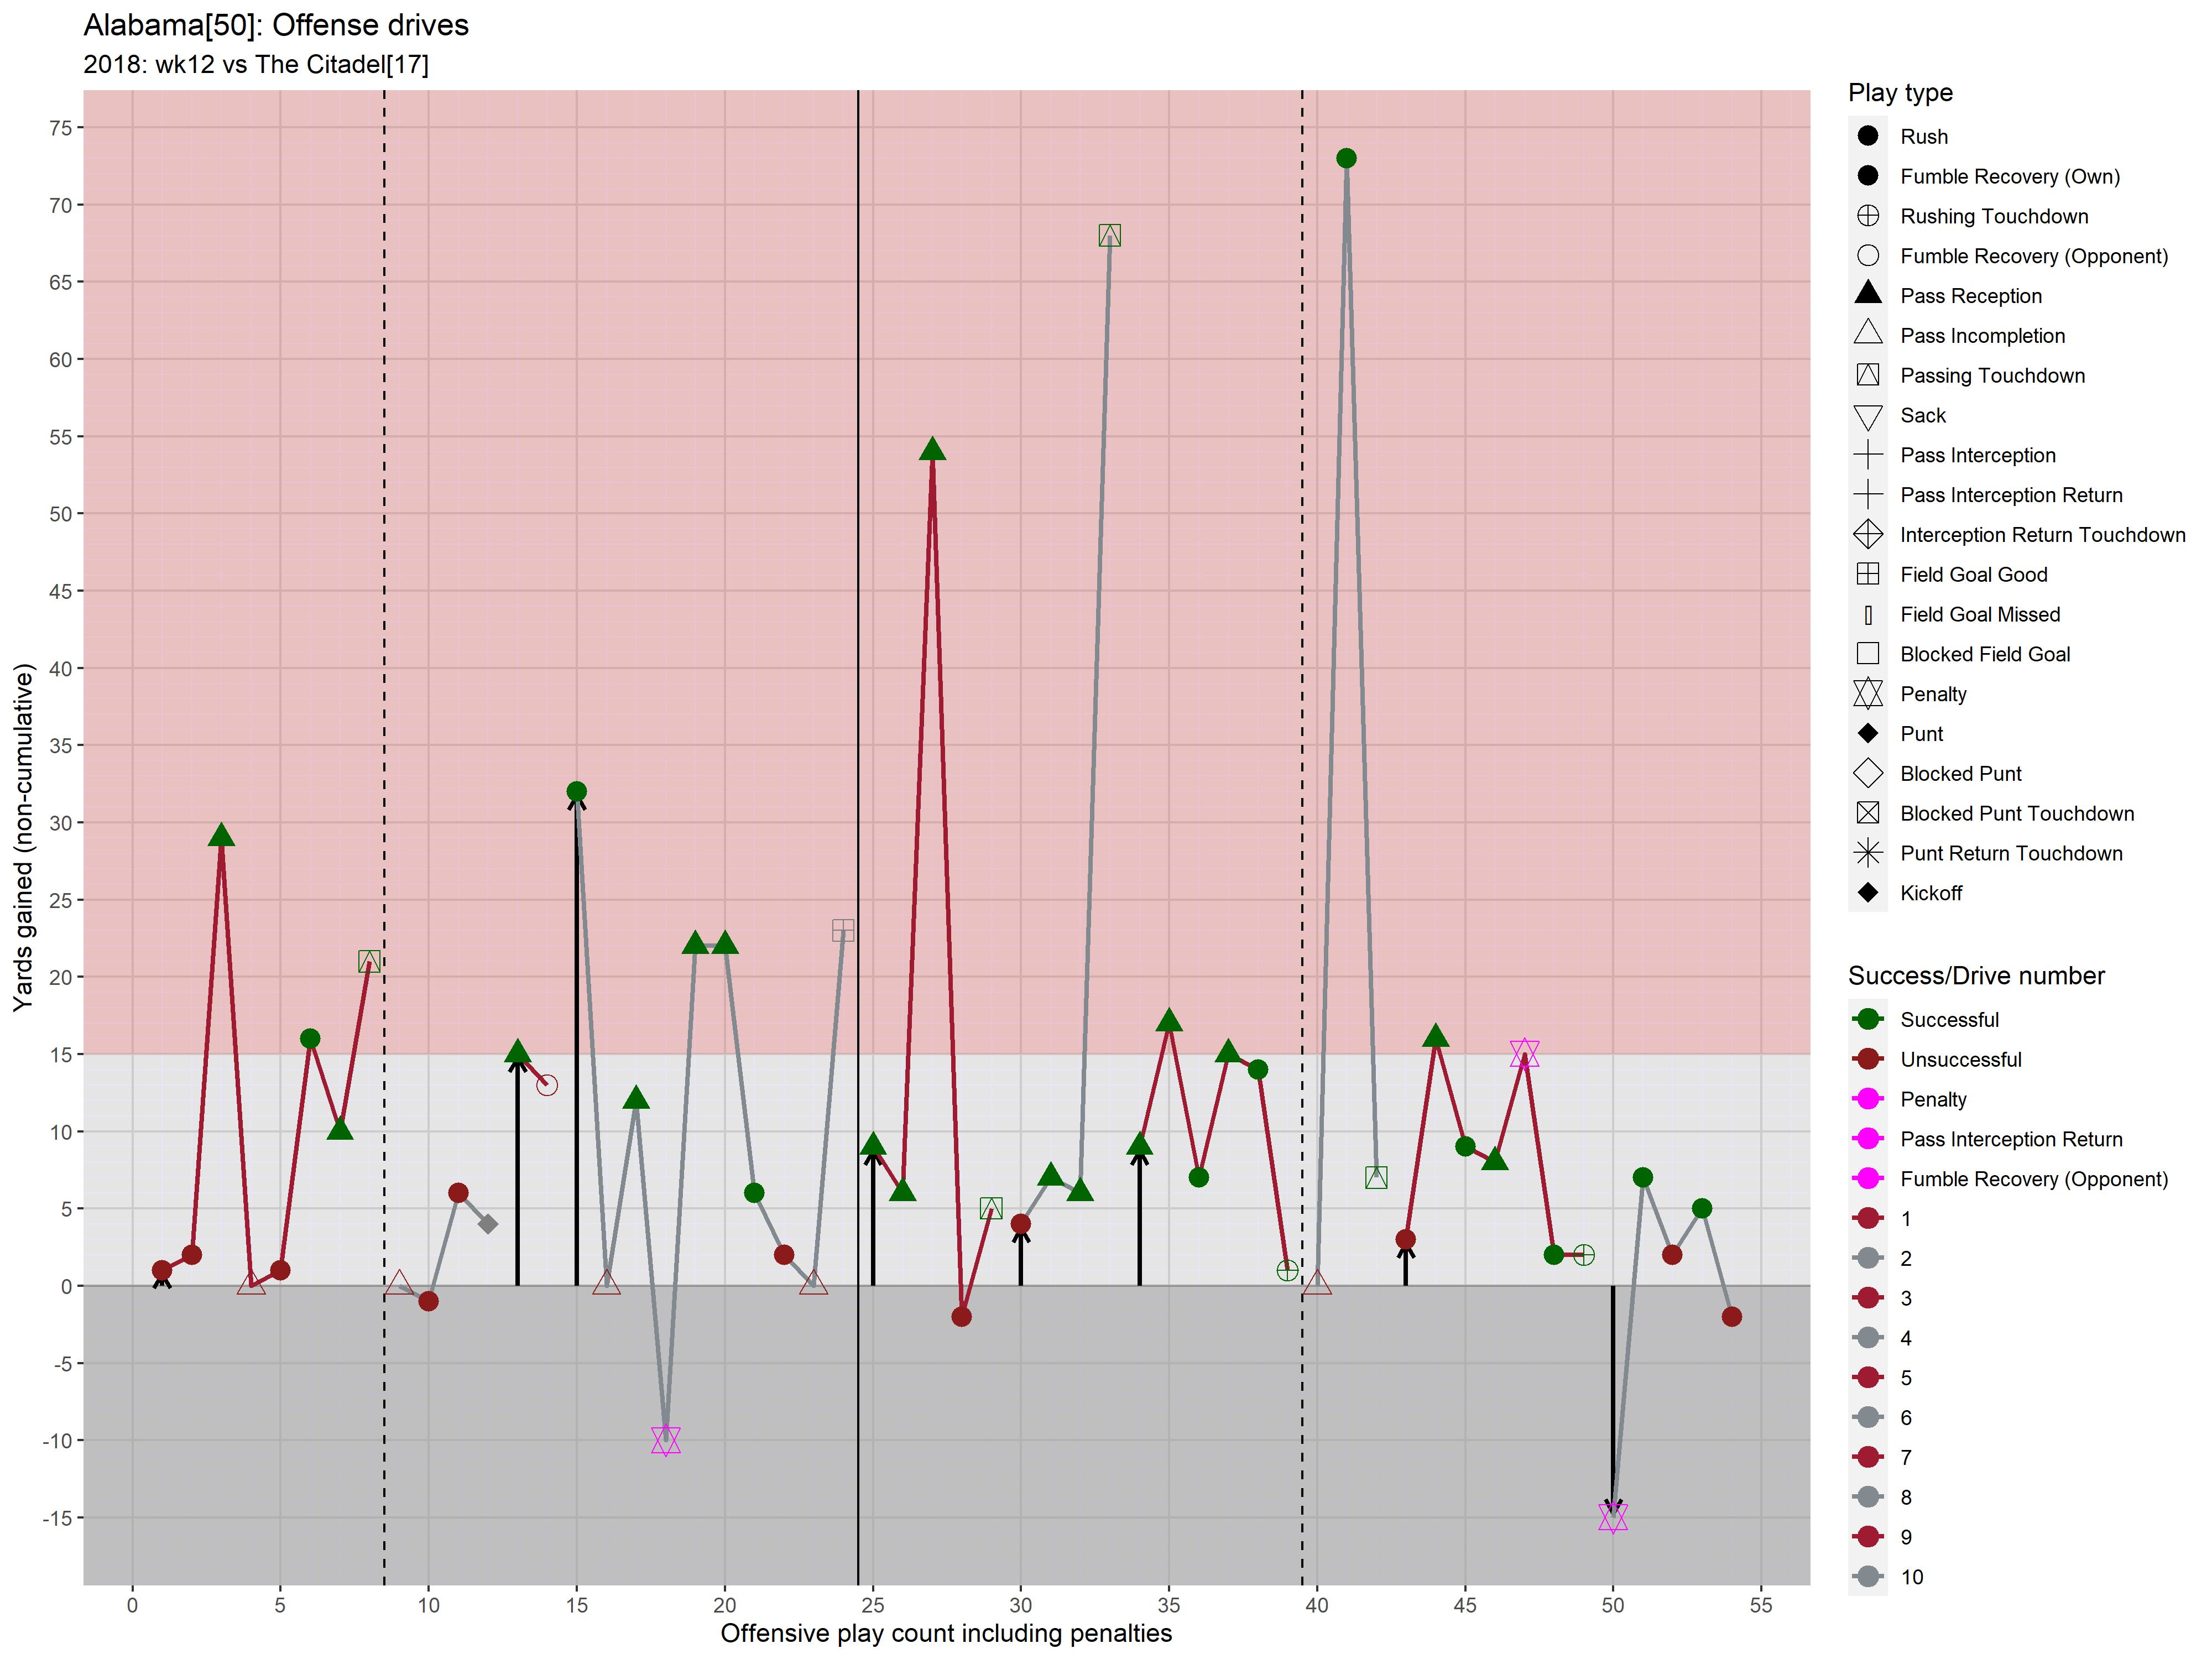 Alabama[50]: Offense drives
2018: wk12 vs The Citadel[17]
Yards gained (non-cumulative)
75
70
65
60
55
50
45
40
35
30
25
20
15
10
5
0
-5
-10
-15
0 5 10 15 20 25 30 35 40 45 50 55
Offensive play count including penalties
Play type
Rush
Fumble Recovery (Own)
Rushing Touchdown
Fumble Recovery (Opponent)
Pass Reception
Pass Incompletion
Passing Touchdown
Sack
Pass Interception
Pass Interception Return
Interception Return Touchdown
Field Goal Good
Field Goal Missed
Blocked Field Goal
Penalty
Punt
Blocked Punt
Blocked Punt Touchdown
Punt Return Touchdown
Kickoff
Success/Drive number
Successful
Unsuccessful
Penalty
Pass Interception Return
Fumble Recovery (Opponent)
1
2
3
4
5
6
7
8
9
10